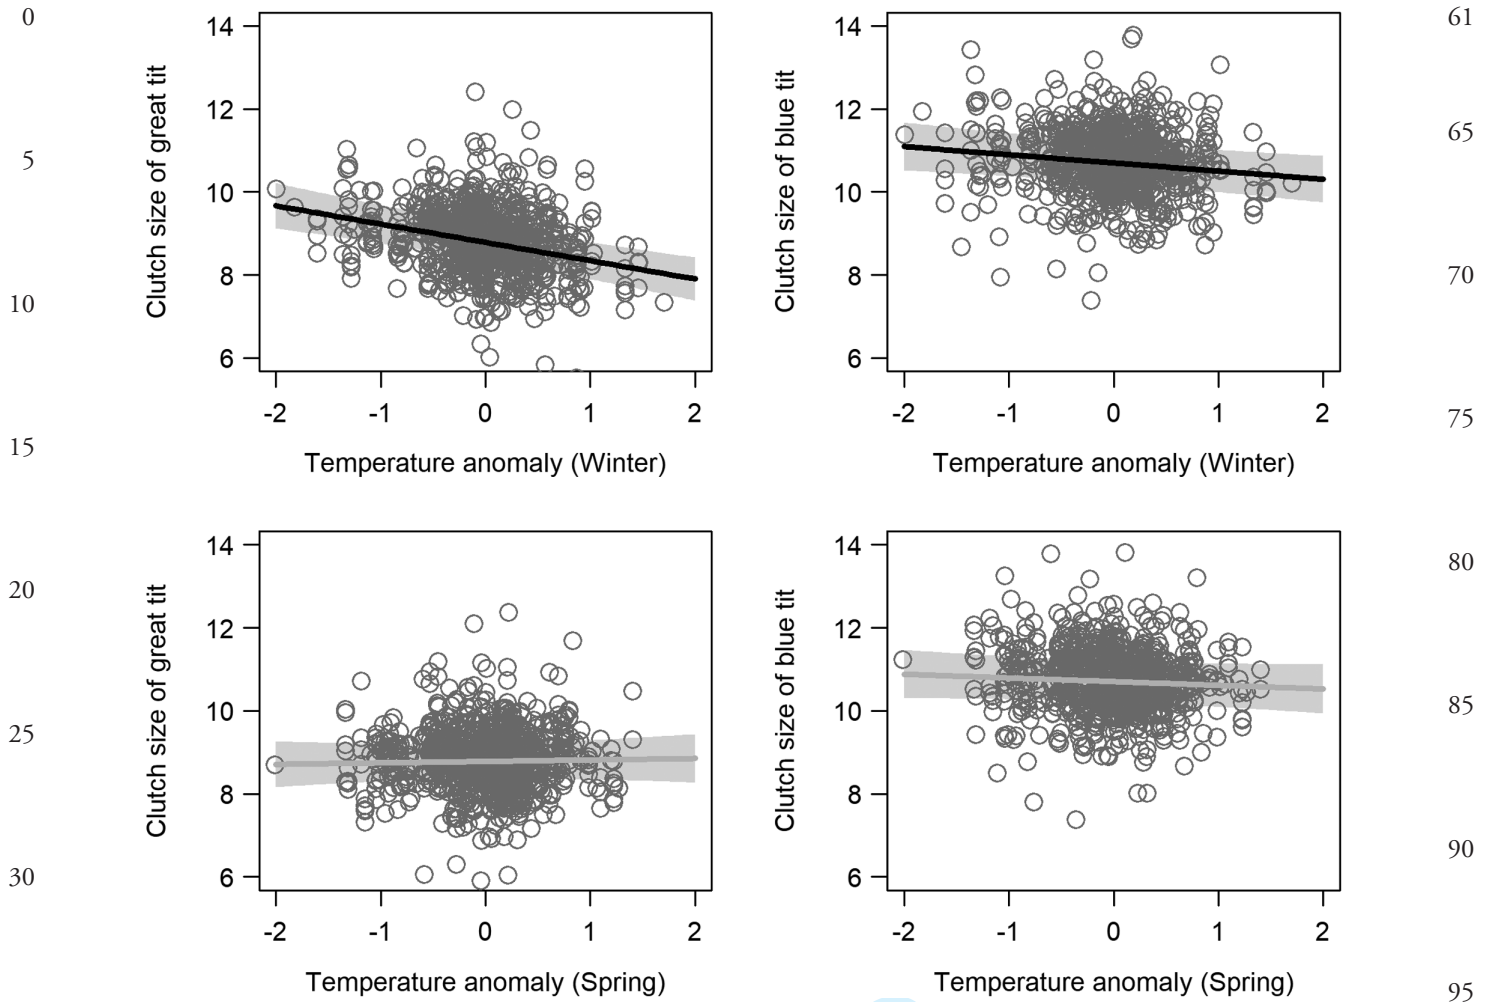 0
5
10
15
20
25
30
14
12
10
8
6
Clutch size of great tit
-2 -1 0 1 2
Temperature anomaly (Winter)
14
12
10
8
6
Clutch size of blue tit
-2 -1 0 1 2
Temperature anomaly (Winter)
14
12
10
8
6
Clutch size of great tit
-2 -1 0 1 2
Temperature anomaly (Spring)
14
12
10
8
6
Clutch size of blue tit
-2 -1 0 1 2
Temperature anomaly (Spring)
61
65
70
75
80
85
90
95